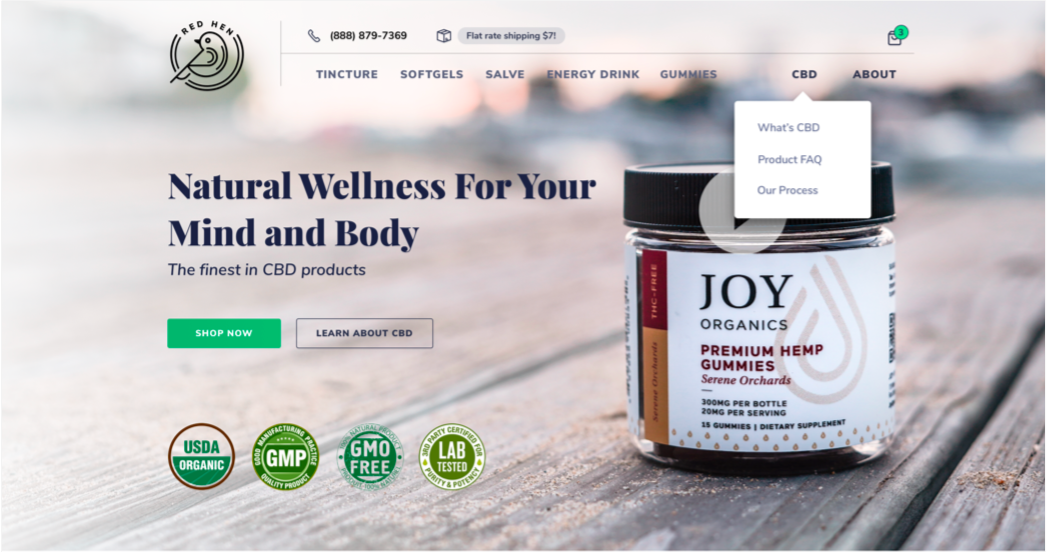 RED HEN
(888) 879-7369
Flat rate shipping $7!
3
TINCTURE SOFTGELS SALVE ENERGY DRINK GUMMIES CBD ABOUT
What's CBD
Product FAQ
Our Process
Natural Wellness For Your
Mind and Body
The finest in CBD products
SHOP NOW
LEARN ABOUT CBD
USDA
ORGANIC
GOOD MANUFACTURING PRACTICE
GMP
QUALITY PRODUCT
100% NATURAL PRODUCT
GMO
FREE
100% NATURAL
3RD PARTY CERTIFIED FOR
LAB
TESTED
PURITY & POTENCY
THC-FREE
Serene Orchards
JOY
ORGANICS
PREMIUM HEMP
GUMMIES
Serene Orchards
300MG PER BOTTLE
20MG PER SERVING
15 GUMMIES | DIETARY SUPPLEMENT